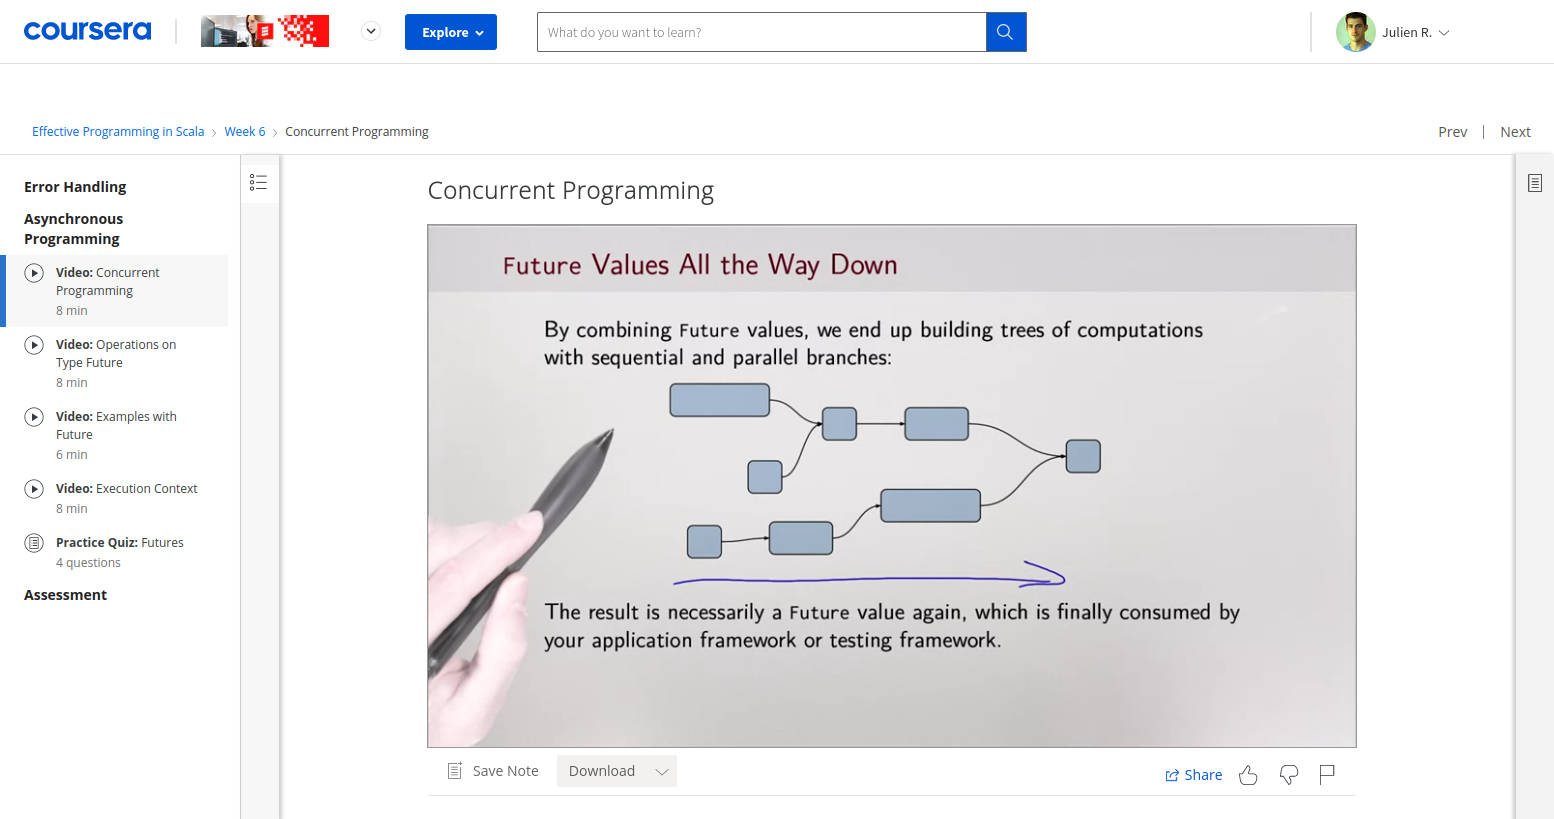 coursera
Explore
What do you want to learn?
Julien R.
Effective Programming in Scala
Week 6
Concurrent Programming
Prev | Next
Error Handling
Asynchronous
Programming
Video: Concurrent
Programming
8 min
Video: Operations on
Type Future
8 min
Video: Examples with
Future
6 min
Video: Execution Context
8 min
Practice Quiz: Futures
4 questions
Assessment
Concurrent Programming
Future Values All the Way Down
By combining Future values, we end up building trees of computations
with sequential and parallel branches:
The result is necessarily a Future value again, which is finally consumed by
your application framework or testing framework.
Save Note
Download
Share